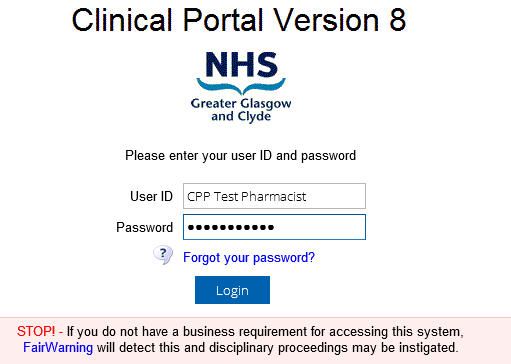 Clinical Portal Version 8
NHS
Greater Glasgow
and Clyde
Please enter your user ID and password
User ID CPP Test Pharmacist
Password ●●●●●●●●●●●
? Forgot your password?
Login
STOP! - If you do not have a business requirement for accessing this system,
FairWarning will detect this and disciplinary proceedings may be instigated.